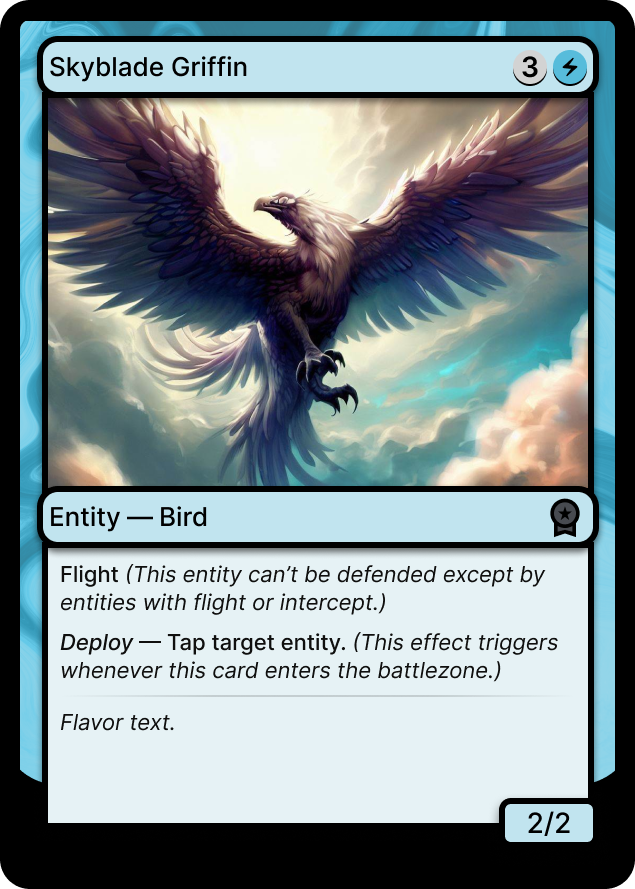 Skyblade Griffin
3
Entity — Bird
Flight (This entity can’t be defended except by
entities with flight or intercept.)
Deploy — Tap target entity. (This effect triggers
whenever this card enters the battlezone.)
Flavor text.
2/2